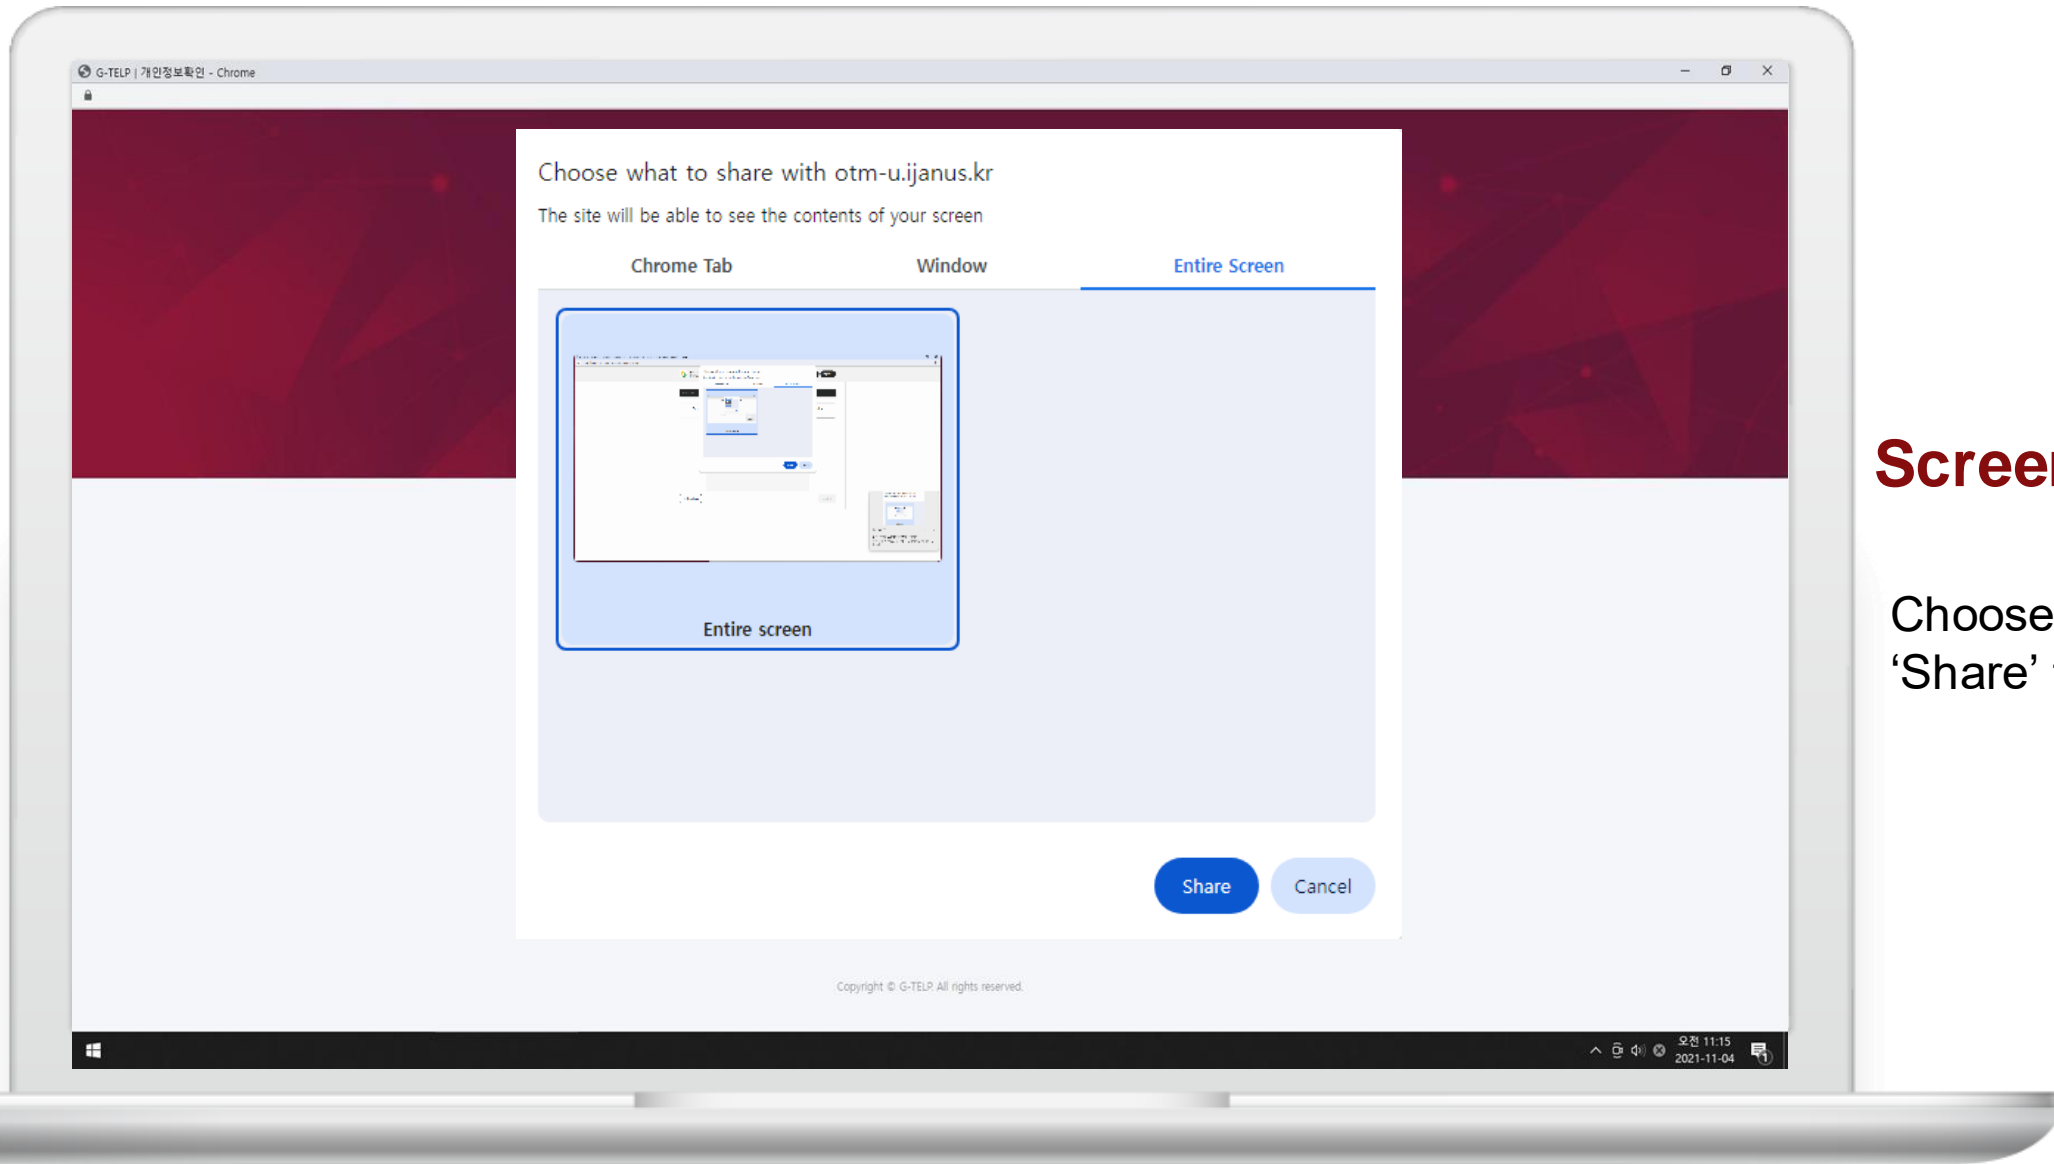 G-TELP | 개인정보확인 - Chrome
Choose what to share with otm-u.ijanus.kr
The site will be able to see the contents of your screen
Chrome Tab
Window
Entire Screen
Entire screen
Share
Cancel
Copyright © G-TELP. All rights reserved.
오전 11:15
2021-11-04
1
Screen
Choose
‘Share’